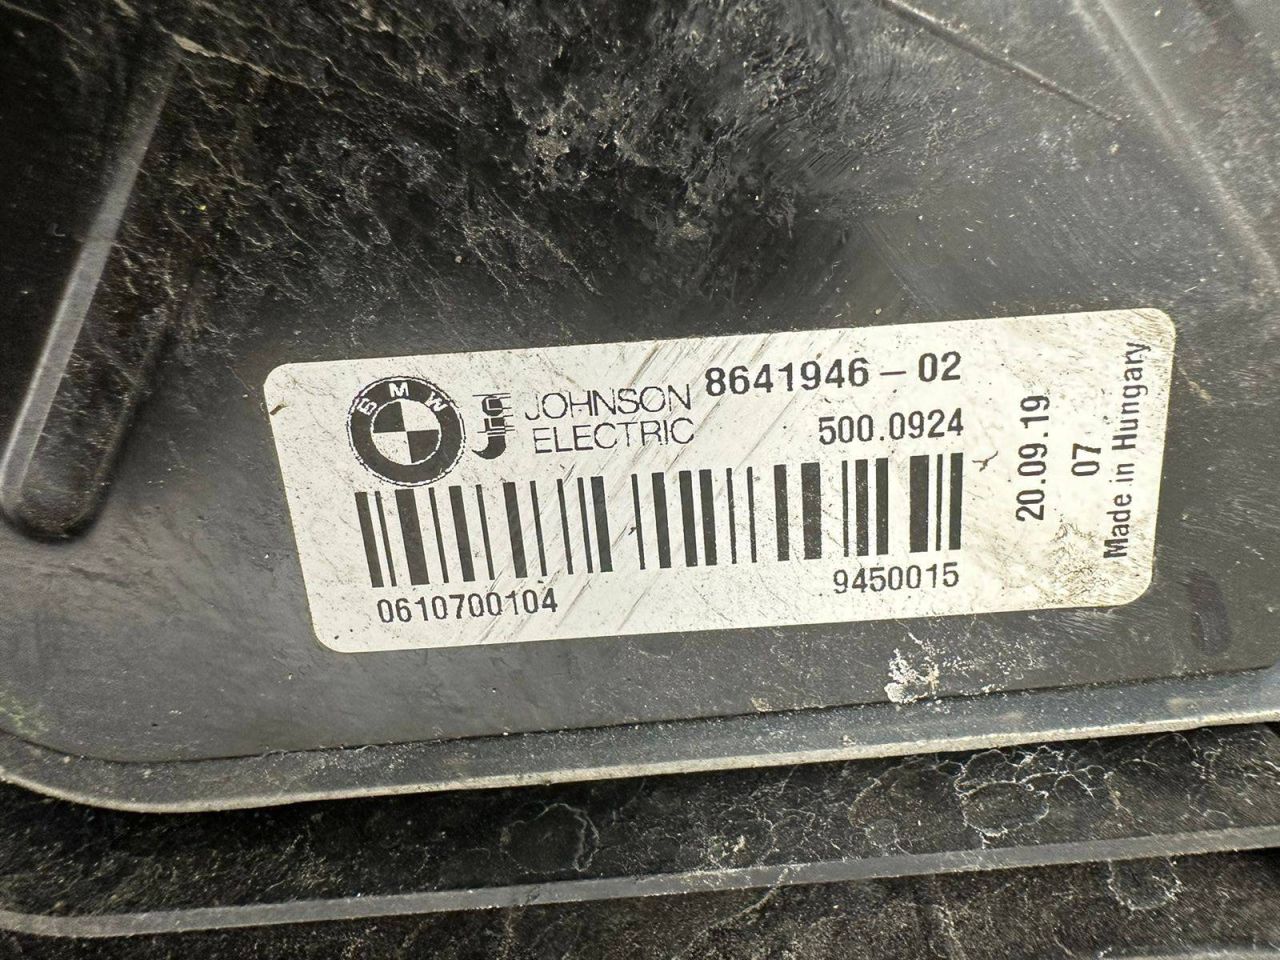 BMW
JOHNSON
ELECTRIC
8641946-02
500.0924
0610700104
9450015
20.09.19
07
Made in Hungary